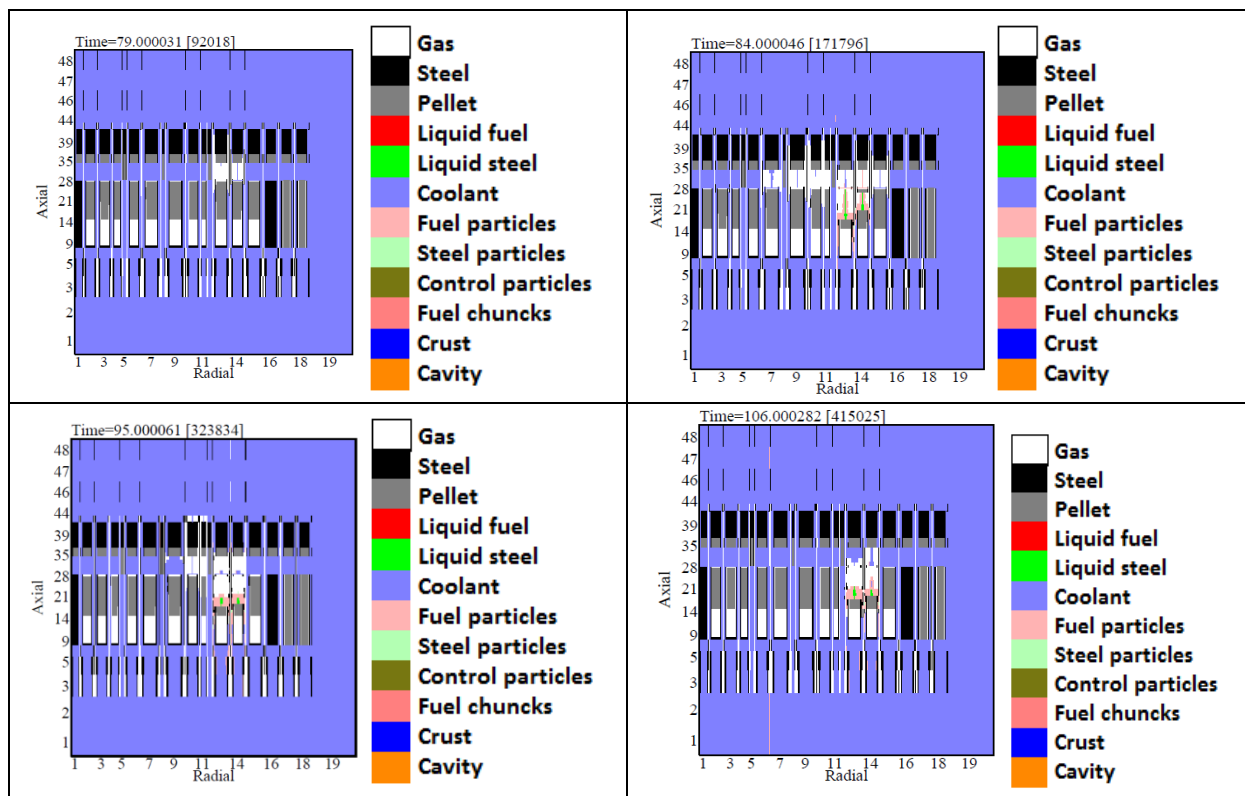 Time=79.000031 [92018]
48
47
46
44
39
35
28
21
14
9
5
3
2
1
Axial
1 3 5 7 9 11 14 16 18 19
Radial
Gas
Steel
Pellet
Liquid fuel
Liquid steel
Coolant
Fuel particles
Steel particles
Control particles
Fuel chuncks
Crust
Cavity
Time=84.000046 [171796]
48
47
46
44
39
35
28
21
14
9
5
3
2
1
Axial
1 3 5 7 9 11 14 16 18 19
Radial
Gas
Steel
Pellet
Liquid fuel
Liquid steel
Coolant
Fuel particles
Steel particles
Control particles
Fuel chuncks
Crust
Cavity
Time=95.000061 [323834]
48
47
46
44
39
35
28
21
14
9
5
3
2
1
Axial
1 3 5 7 9 11 14 16 18 19
Radial
Gas
Steel
Pellet
Liquid fuel
Liquid steel
Coolant
Fuel particles
Steel particles
Control particles
Fuel chuncks
Crust
Cavity
Time=106.000282 [415025]
48
47
46
44
39
35
28
21
14
9
5
3
2
1
Axial
1 3 5 7 9 11 14 16 18 19
Radial
Gas
Steel
Pellet
Liquid fuel
Liquid steel
Coolant
Fuel particles
Steel particles
Control particles
Fuel chuncks
Crust
Cavity